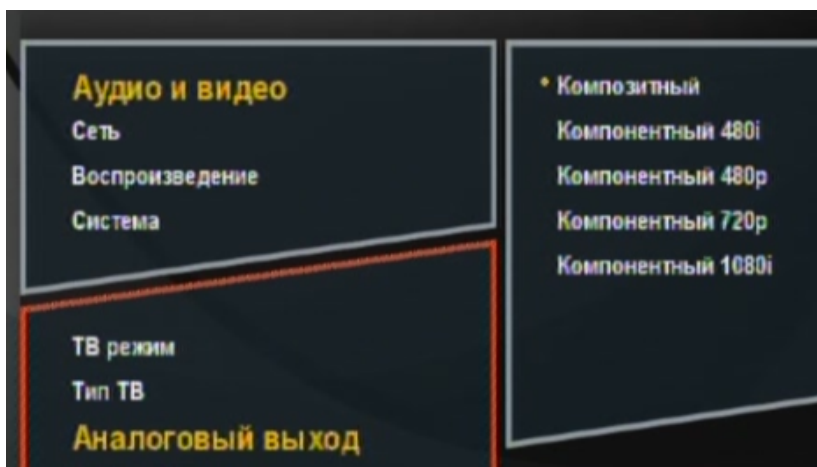 Аудио и видео
Сеть
Воспроизведение
Система
ТВ режим
Тип ТВ
Аналоговый выход
• Композитный
Компонентный 480i
Компонентный 480p
Компонентный 720p
Компонентный 1080i